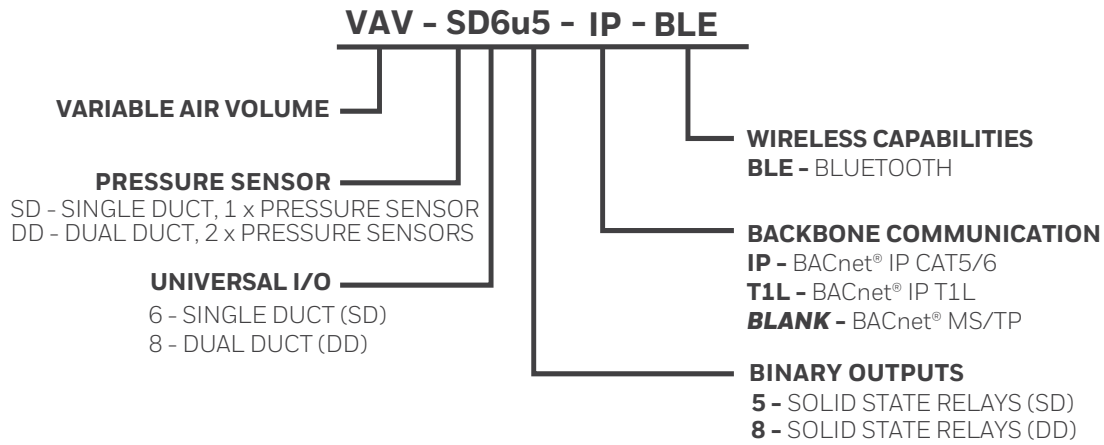 VAV - SD6u5 - IP - BLE
VARIABLE AIR VOLUME
PRESSURE SENSOR
SD - SINGLE DUCT, 1 x PRESSURE SENSOR
DD - DUAL DUCT, 2 x PRESSURE SENSORS
UNIVERSAL I/O
6 - SINGLE DUCT (SD)
8 - DUAL DUCT (DD)
WIRELESS CAPABILITIES
BLE - BLUETOOTH
BACKBONE COMMUNICATION
IP - BACnet® IP CAT5/6
T1L - BACnet® IP T1L
BLANK - BACnet® MS/TP
BINARY OUTPUTS
5 - SOLID STATE RELAYS (SD)
8 - SOLID STATE RELAYS (DD)